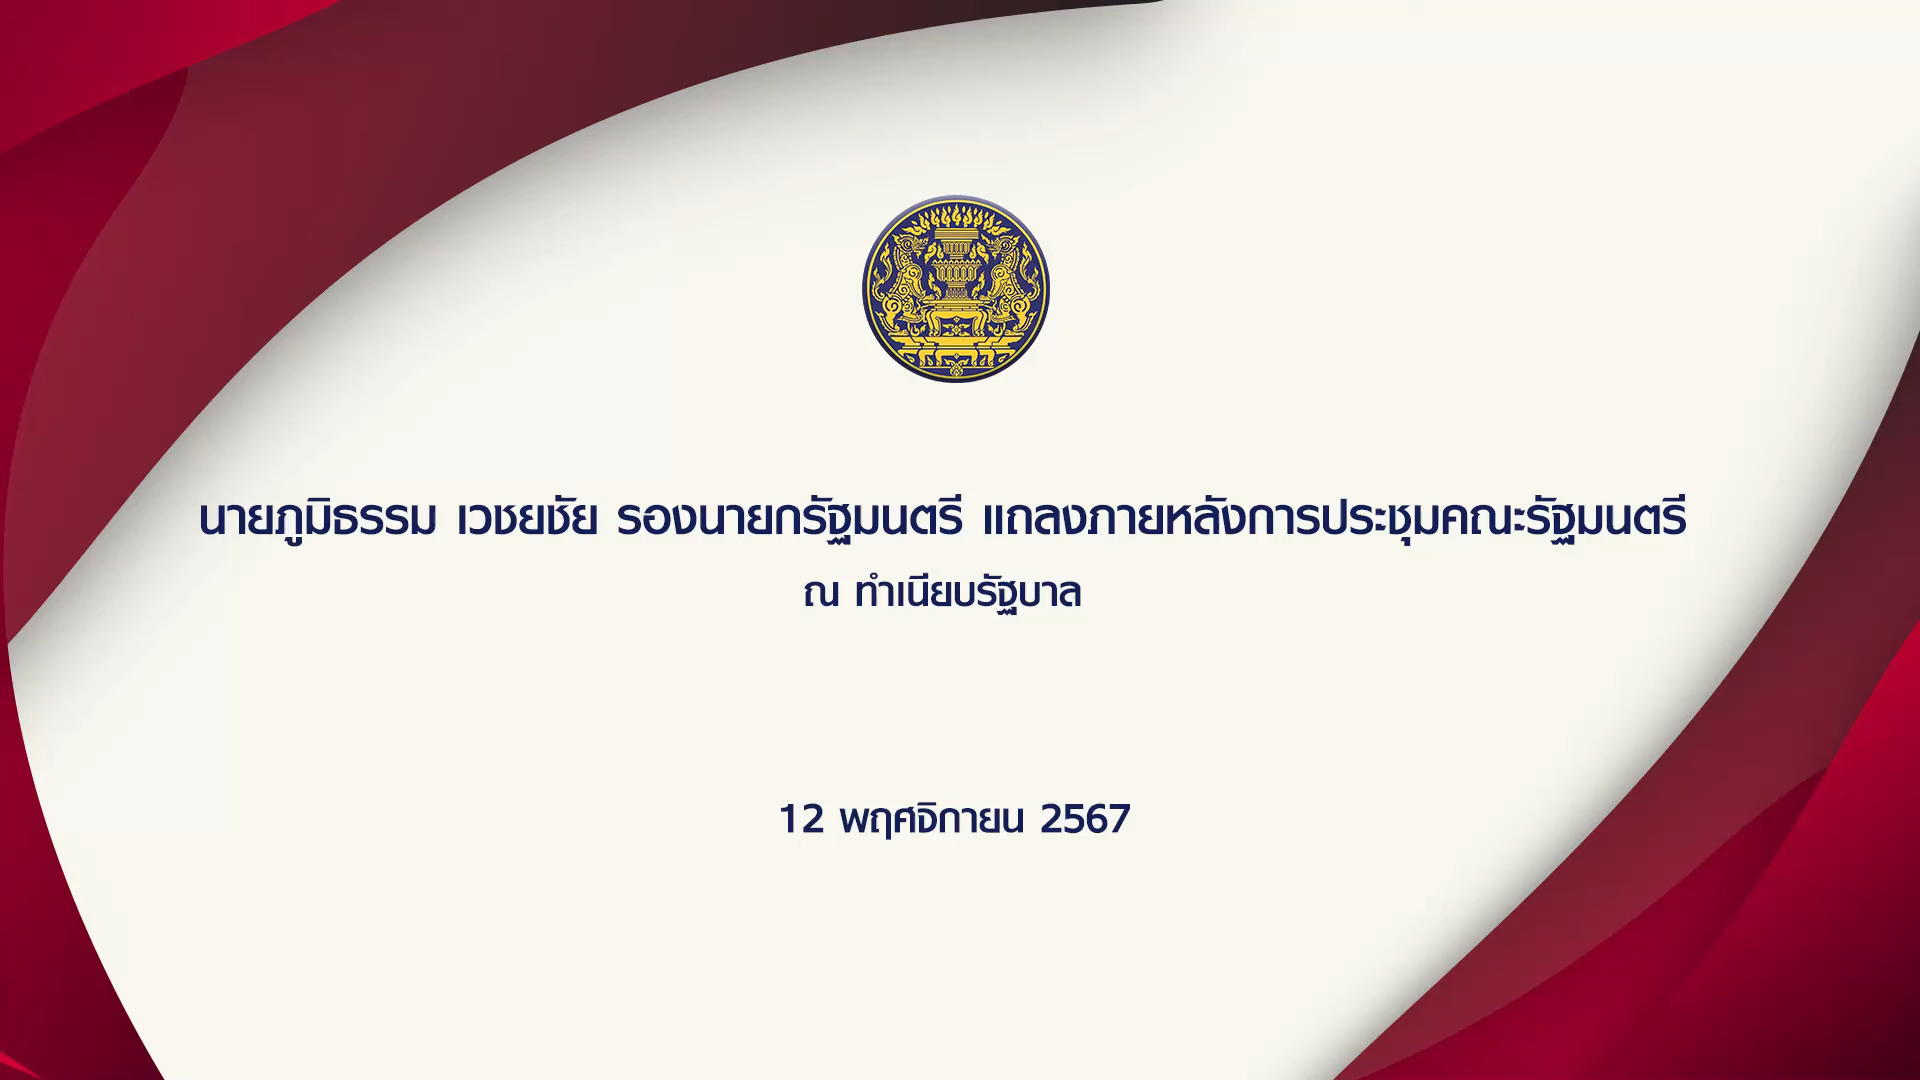 นายภูมิธรรม เวชยชัย รองนายกรัฐมนตรี แถลงภายหลังการประชุมคณะรัฐมนตรี
ณ ทำเนียบรัฐบาล
12 พฤศจิกายน 2567